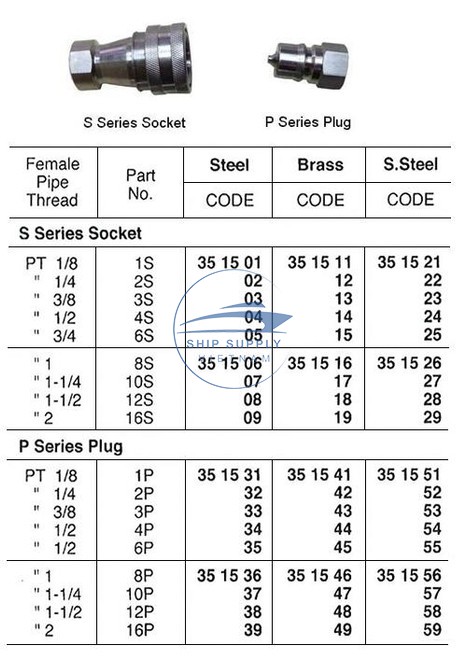 S Series Socket P Series Plug
Female Pipe Thread Part No. Steel Brass S.Steel
CODE CODE CODE
S Series Socket
PT 1/8 1S 35 15 01 35 15 11 35 15 21
" 1/4 2S 02 12 22
" 3/8 3S 03 13 23
" 1/2 4S 04 14 24
" 3/4 6S 05 15 25
SHIP SUPPLY
VIETNAM
" 1 8S 35 15 06 35 15 16 35 15 26
" 1-1/4 10S 07 17 27
" 1-1/2 12S 08 18 28
" 2 16S 09 19 29
P Series Plug
PT 1/8 1P 35 15 31 35 15 41 35 15 51
" 1/4 2P 32 42 52
" 3/8 3P 33 43 53
" 1/2 4P 34 44 54
" 1/2 6P 35 45 55
" 1 8P 35 15 36 35 15 46 35 15 56
" 1-1/4 10P 37 47 57
" 1-1/2 12P 38 48 58
" 2 16P 39 49 59